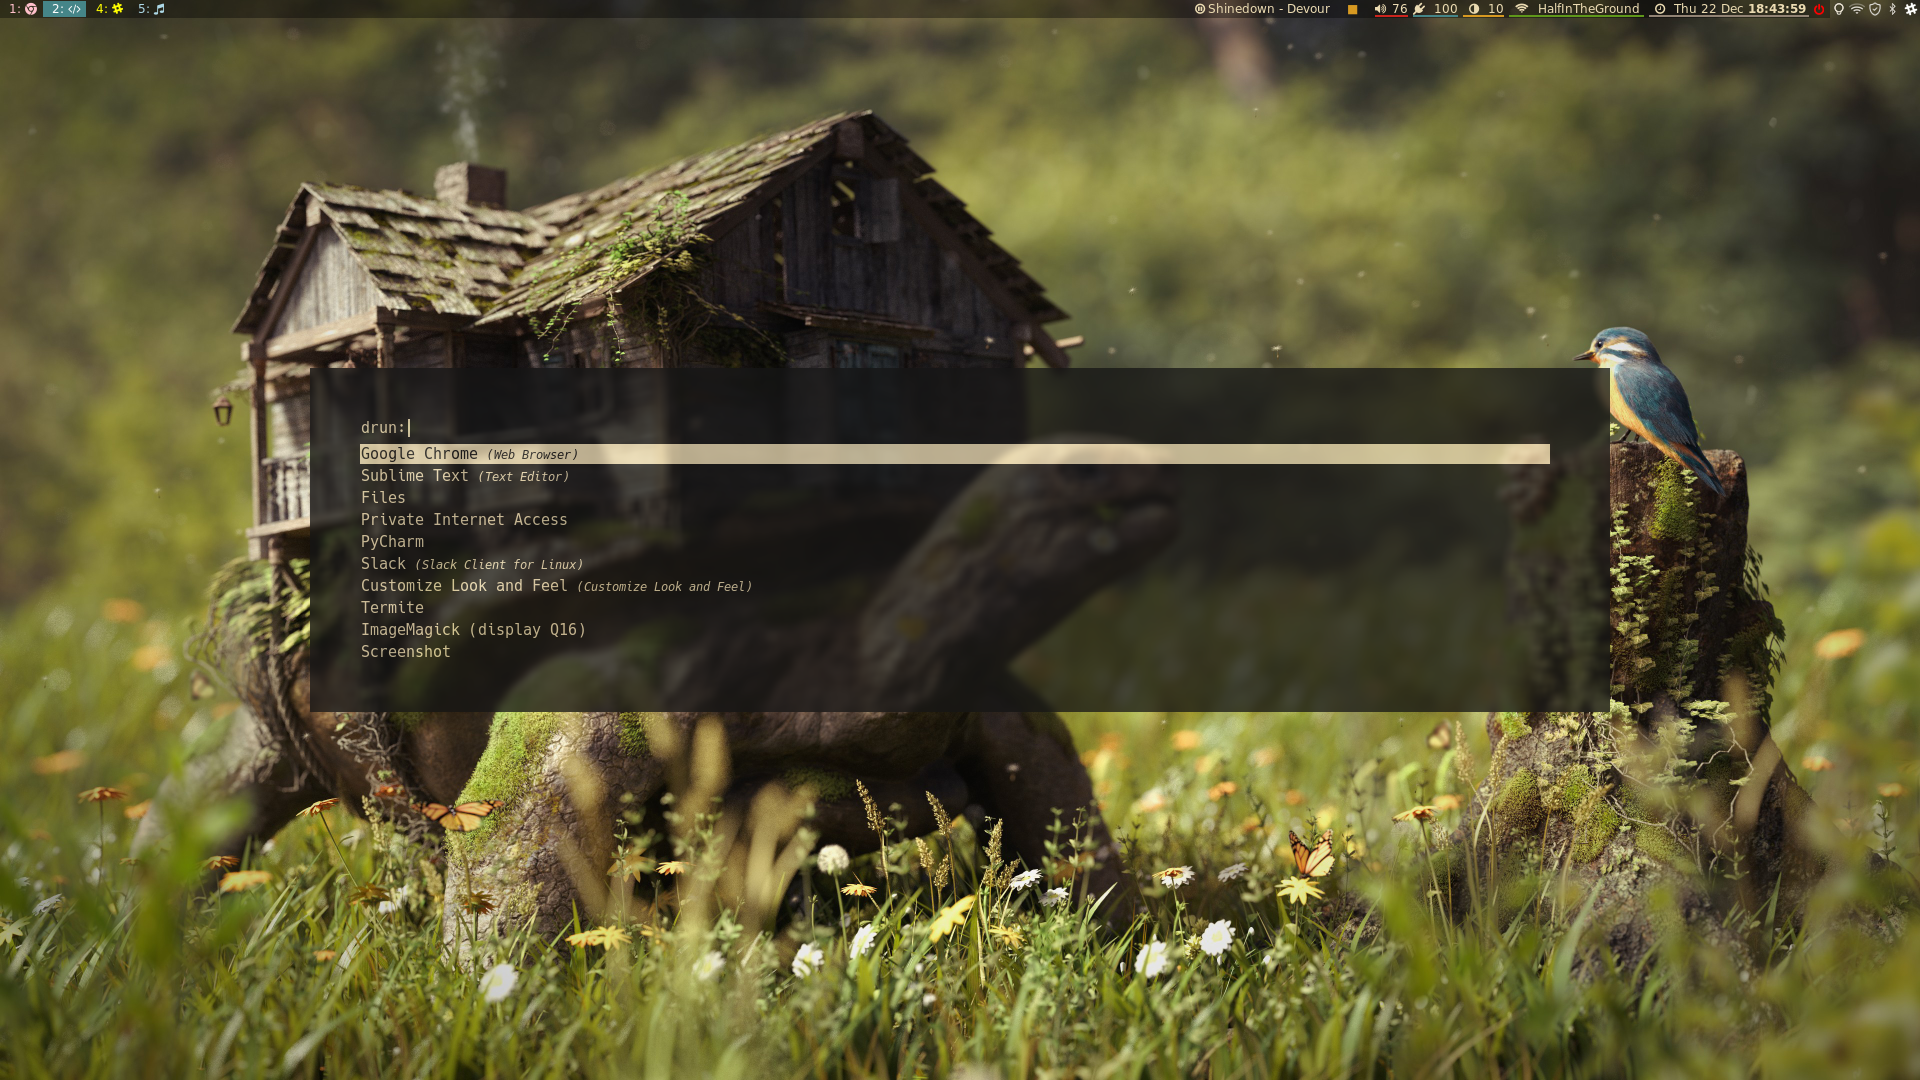 1: 2: 4: 5: Shinedown - Devour 76 100 10 HalfInTheGround Thu 22 Dec 18:43:59
drun:
Google Chrome (Web Browser)
Sublime Text (Text Editor)
Files
Private Internet Access
PyCharm
Slack (Slack Client for Linux)
Customize Look and Feel (Customize Look and Feel)
Termite
ImageMagick (display Q16)
Screenshot